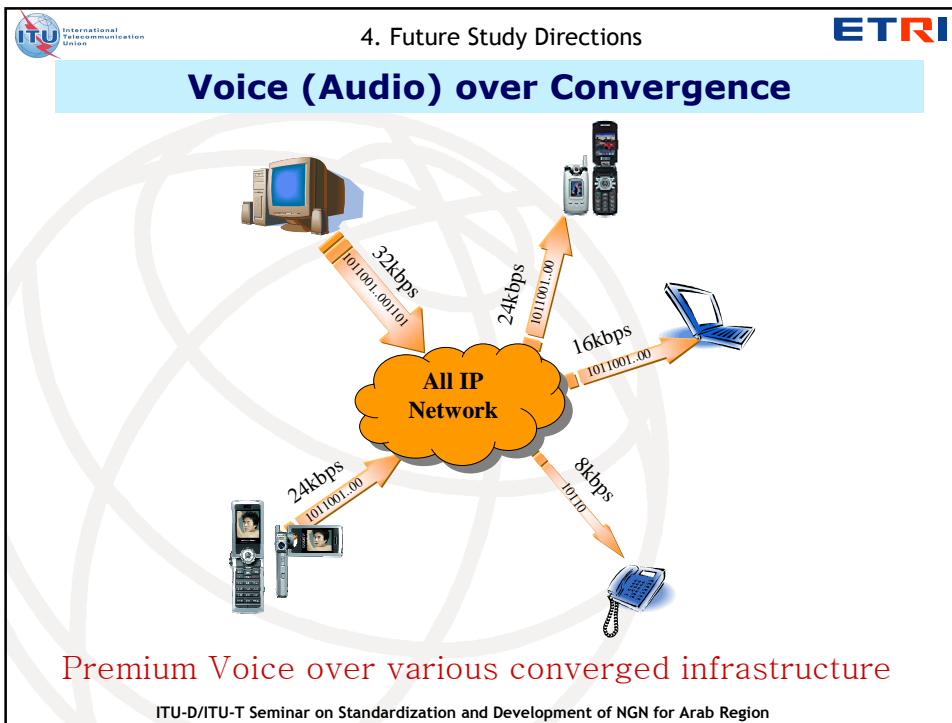 ITU International
Telecommunication
Union
4. Future Study Directions
ETRI
Voice (Audio) over Convergence
32kbps
1011001..001101
24kbps
1011001..00
16kbps
1011001..00
All IP
Network
24kbps
1011001..00
8kbps
10110
Premium Voice over various converged infrastructure
ITU-D/ITU-T Seminar on Standardization and Development of NGN for Arab Region